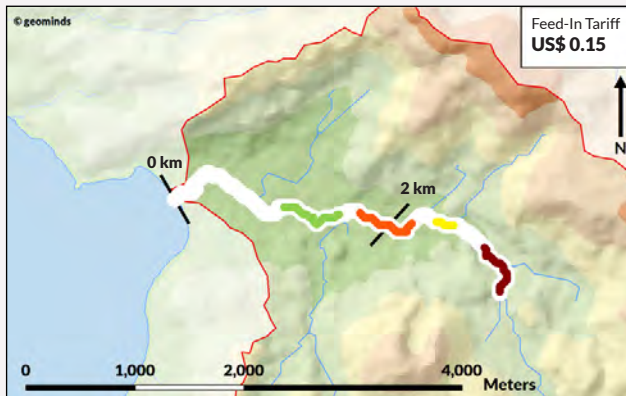 © geominds
Feed-In Tariff
US$ 0.15
N
0 km
2 km
0 1,000 2,000 4,000 Meters